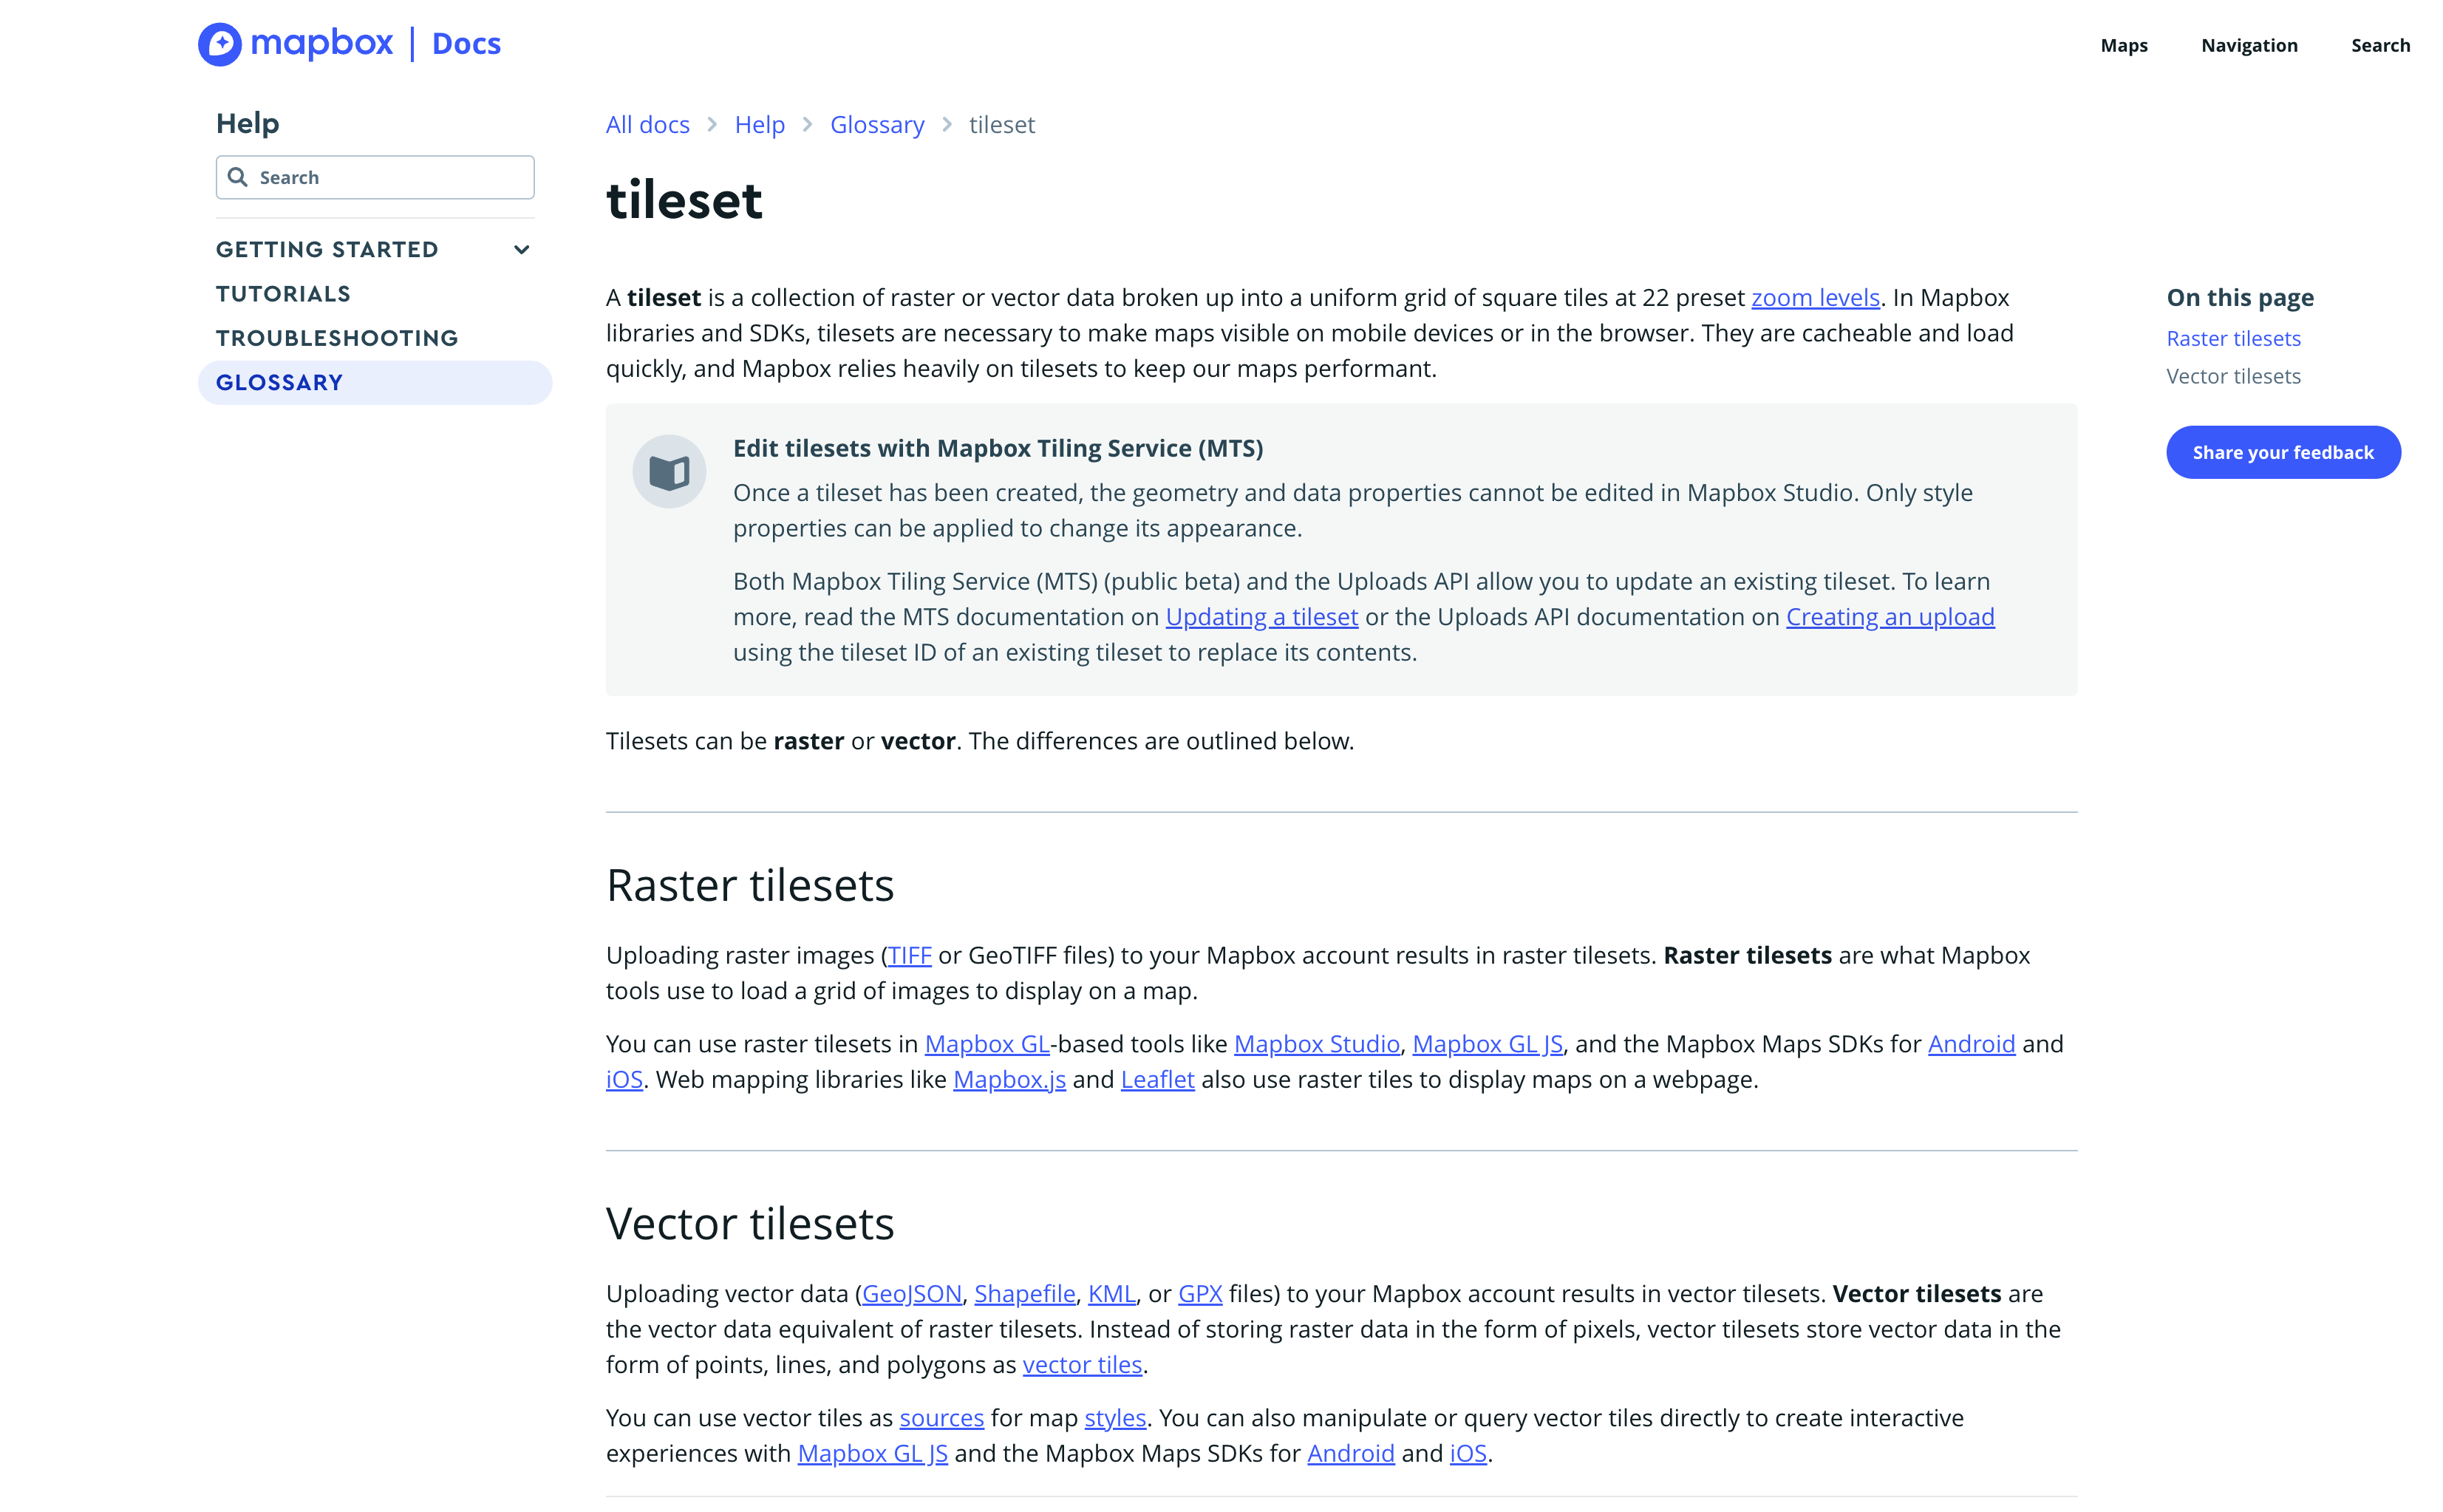 mapbox | Docs
Maps Navigation Search
Help
Search
GETTING STARTED
TUTORIALS
TROUBLESHOOTING
GLOSSARY
All docs > Help > Glossary > tileset
tileset
A tileset is a collection of raster or vector data broken up into a uniform grid of square tiles at 22 preset zoom levels. In Mapbox
libraries and SDKs, tilesets are necessary to make maps visible on mobile devices or in the browser. They are cacheable and load
quickly, and Mapbox relies heavily on tilesets to keep our maps performant.
Edit tilesets with Mapbox Tiling Service (MTS)
Once a tileset has been created, the geometry and data properties cannot be edited in Mapbox Studio. Only style
properties can be applied to change its appearance.
Both Mapbox Tiling Service (MTS) (public beta) and the Uploads API allow you to update an existing tileset. To learn
more, read the MTS documentation on Updating a tileset or the Uploads API documentation on Creating an upload
using the tileset ID of an existing tileset to replace its contents.
Tilesets can be raster or vector. The differences are outlined below.
Raster tilesets
Uploading raster images (TIFF or GeoTIFF files) to your Mapbox account results in raster tilesets. Raster tilesets are what Mapbox
tools use to load a grid of images to display on a map.
You can use raster tilesets in Mapbox GL-based tools like Mapbox Studio, Mapbox GL JS, and the Mapbox Maps SDKs for Android and
iOS. Web mapping libraries like Mapbox.js and Leaflet also use raster tiles to display maps on a webpage.
Vector tilesets
Uploading vector data (GeoJSON, Shapefile, KML, or GPX files) to your Mapbox account results in vector tilesets. Vector tilesets are
the vector data equivalent of raster tilesets. Instead of storing raster data in the form of pixels, vector tilesets store vector data in the
form of points, lines, and polygons as vector tiles.
You can use vector tiles as sources for map styles. You can also manipulate or query vector tiles directly to create interactive
experiences with Mapbox GL JS and the Mapbox Maps SDKs for Android and iOS.
On this page
Raster tilesets
Vector tilesets
Share your feedback